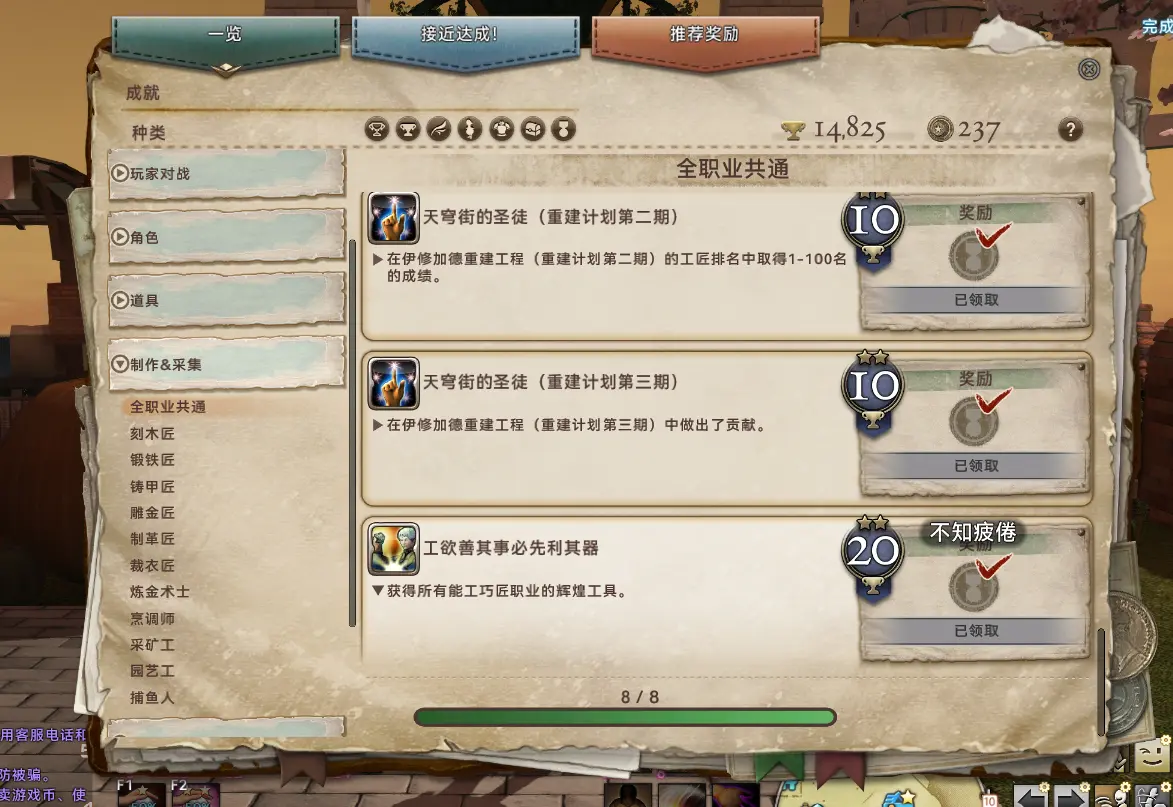 一览
接近达成！
推荐奖励
完成
成就
种类
14,825
237
?
玩家对战
角色
道具
制作&采集
全职业共通
刻木匠
锻铁匠
铸甲匠
雕金匠
制革匠
裁衣匠
炼金术士
烹调师
采矿工
园艺工
捕鱼人
全职业共通
天穹街的圣徒（重建计划第二期）
▶在伊修加德重建工程（重建计划第二期）的工匠排名中取得1-100名
的成绩。
10
奖励
已领取
天穹街的圣徒（重建计划第三期）
▶在伊修加德重建工程（重建计划第三期）中做出了贡献。
10
奖励
已领取
工欲善其事必先利其器
▼获得所有能工巧匠职业的辉煌工具。
20
不知疲倦
奖励
已领取
8 / 8
用客服电话和
防被骗。
卖游戏币、使
F1
F2
10